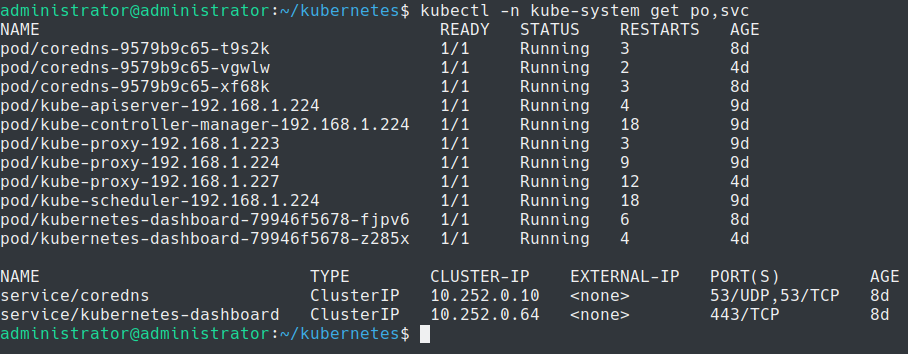 administrator@administrator:~/kubernetes$ kubectl -n kube-system get po,svc
NAME READY STATUS RESTARTS AGE
pod/coredns-9579b9c65-t9s2k 1/1 Running 3 8d
pod/coredns-9579b9c65-vgwlw 1/1 Running 2 4d
pod/coredns-9579b9c65-xf68k 1/1 Running 3 8d
pod/kube-apiserver-192.168.1.224 1/1 Running 4 9d
pod/kube-controller-manager-192.168.1.224 1/1 Running 18 9d
pod/kube-proxy-192.168.1.223 1/1 Running 3 9d
pod/kube-proxy-192.168.1.224 1/1 Running 9 9d
pod/kube-proxy-192.168.1.227 1/1 Running 12 4d
pod/kube-scheduler-192.168.1.224 1/1 Running 18 9d
pod/kubernetes-dashboard-79946f5678-fjpv6 1/1 Running 6 8d
pod/kubernetes-dashboard-79946f5678-z285x 1/1 Running 4 4d
NAME TYPE CLUSTER-IP EXTERNAL-IP PORT(S) AGE
service/coredns ClusterIP 10.252.0.10 <none> 53/UDP,53/TCP 8d
service/kubernetes-dashboard ClusterIP 10.252.0.64 <none> 443/TCP 8d
administrator@administrator:~/kubernetes$